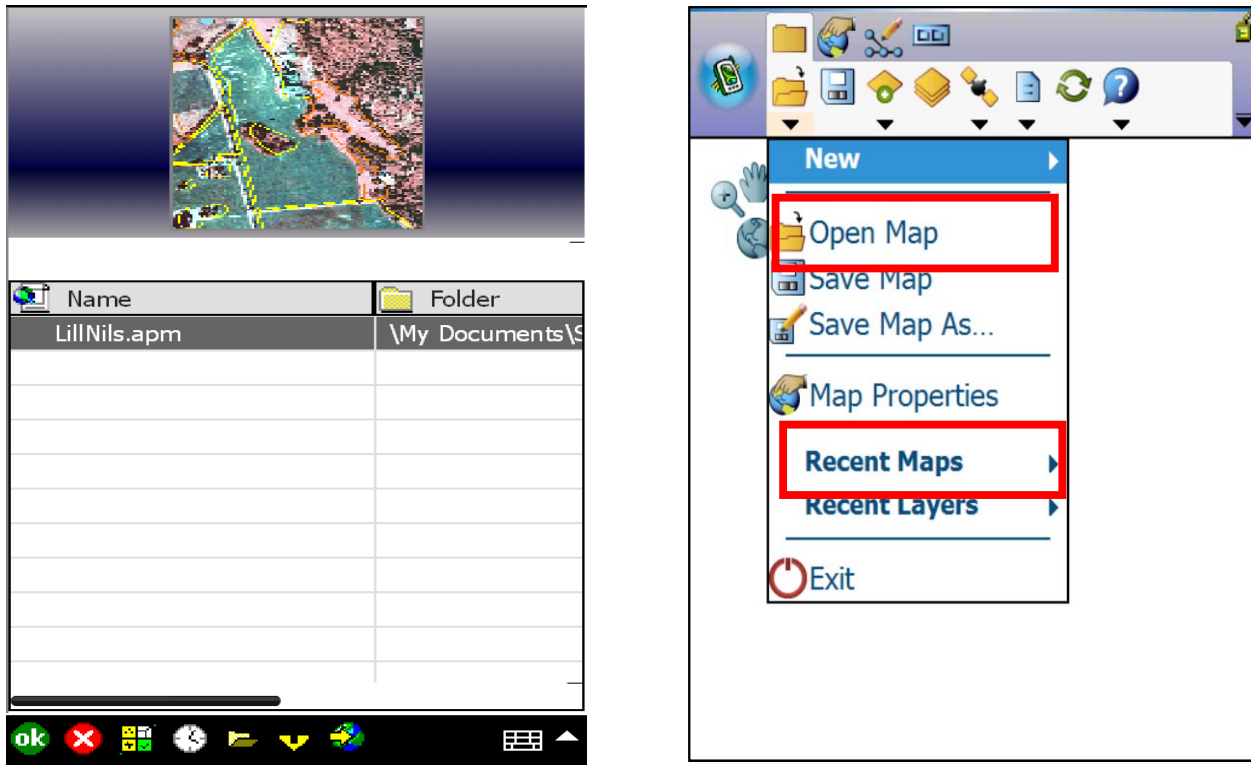 Name Folder
LillNils.apm \My Documents\S
ok
New
Open Map
Save Map
Save Map As...
Map Properties
Recent Maps
Recent Layers
Exit